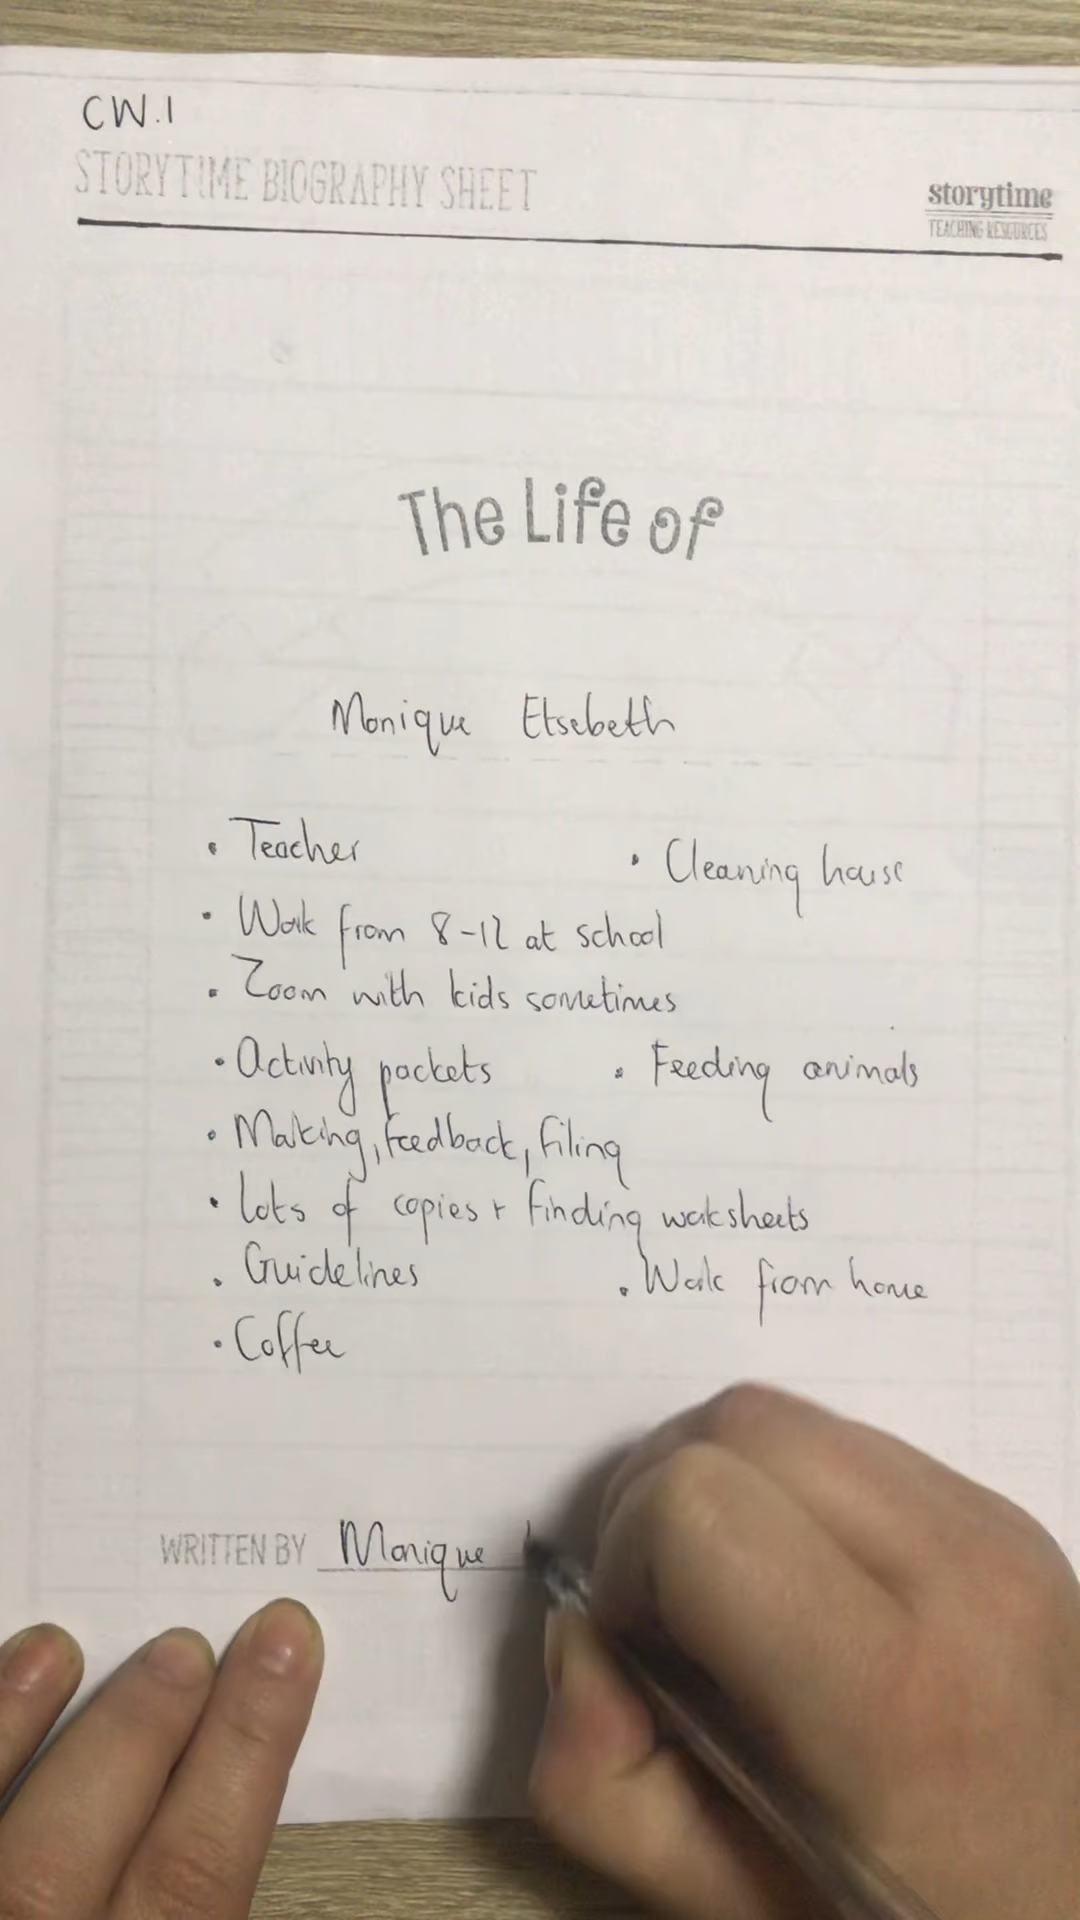 CW.1
STORYTIME BIOGRAPHY SHEET
storytime
TEACHING RESOURCES
The Life of
Monique Etsebeth
• Teacher
• Cleaning house
• Work from 8-12 at school
• Zoom with kids sometimes
• Activity packets
• Feeding animals
• Marking, feedback, filing
• Lots of copies + finding worksheets
• Guidelines
• Work from home
• Coffee
WRITTEN BY Monique